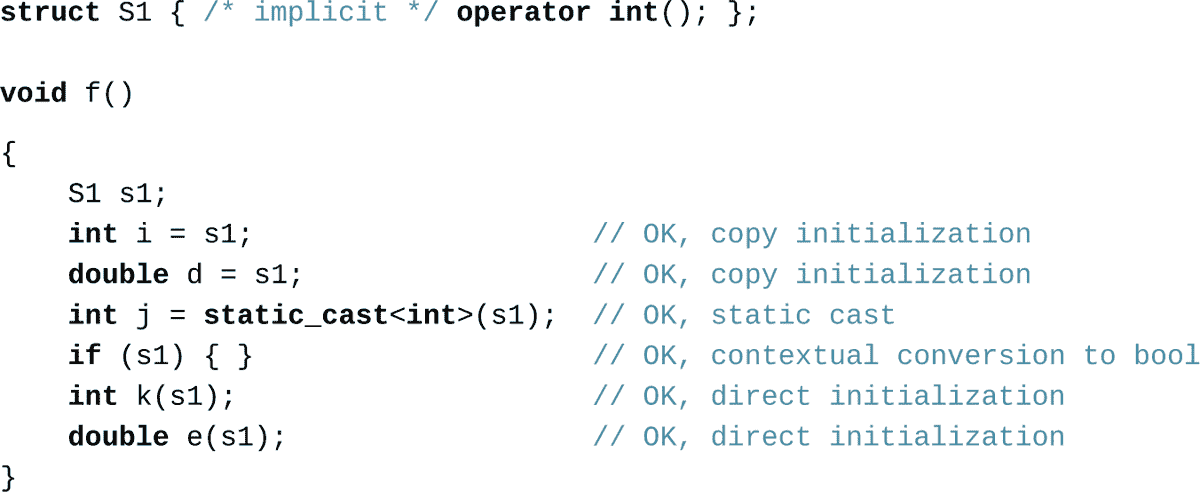 struct S1 { /* implicit */ operator int(); };
void f()
{
    S1 s1;
    int i = s1;                    // OK, copy initialization
    double d = s1;                 // OK, copy initialization
    int j = static_cast<int>(s1);  // OK, static cast
    if (s1) { }                    // OK, contextual conversion to bool
    int k(s1);                     // OK, direct initialization
    double e(s1);                  // OK, direct initialization
}